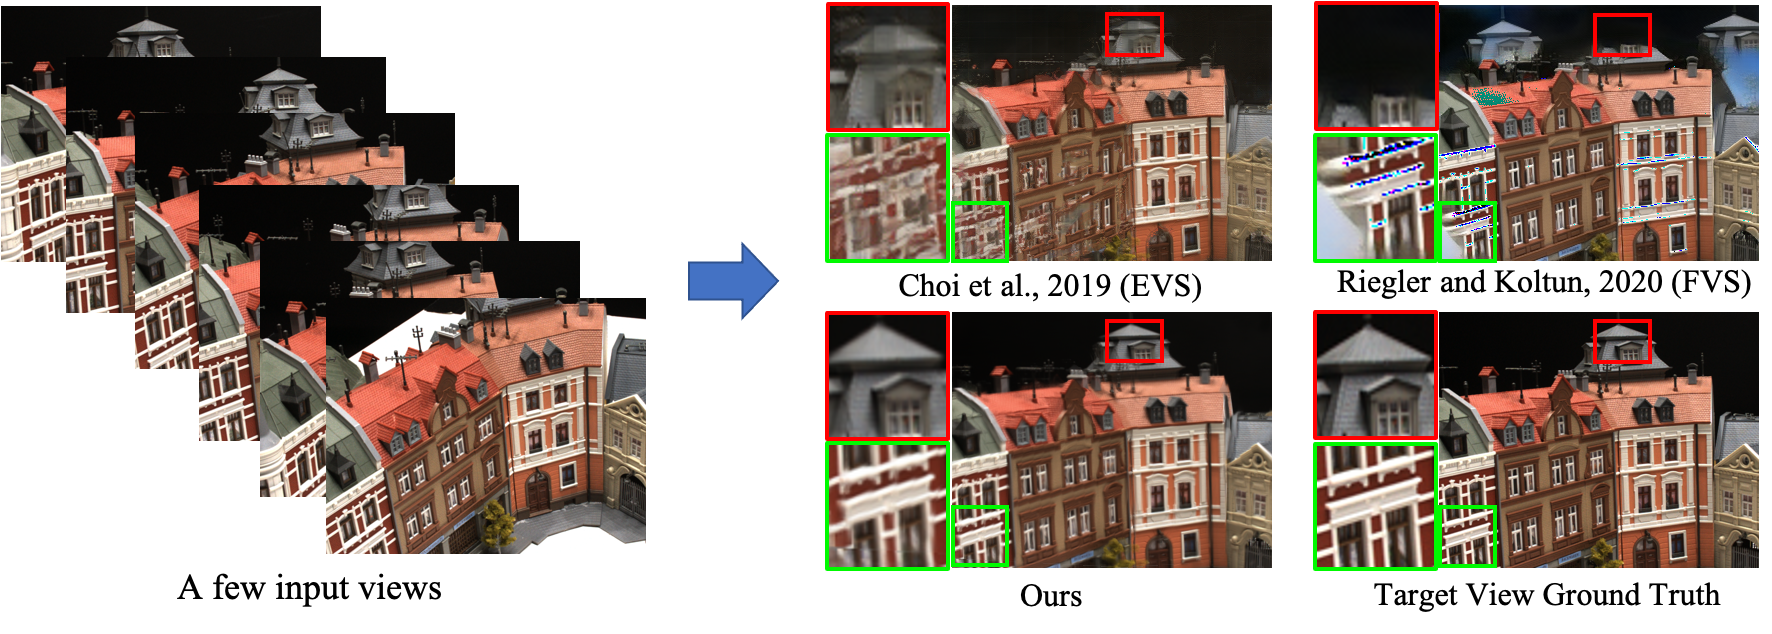 Choi et al., 2019 (EVS)
Riegler and Koltun, 2020 (FVS)
A few input views
Ours
Target View Ground Truth